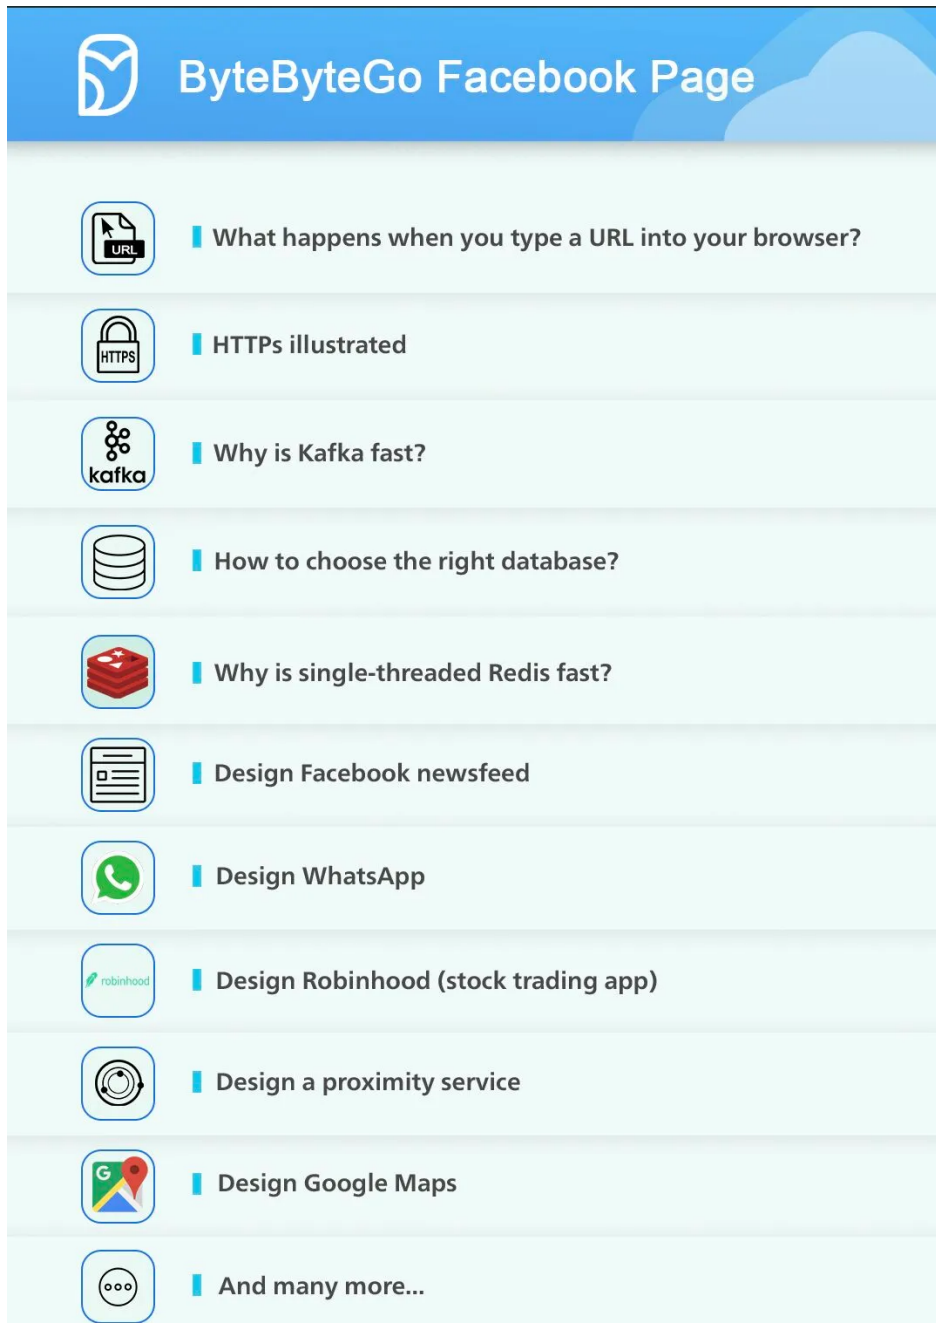 ByteByteGo Facebook Page
URL
What happens when you type a URL into your browser?
HTTPS
HTTPs illustrated
kafka
Why is Kafka fast?
How to choose the right database?
Why is single-threaded Redis fast?
Design Facebook newsfeed
Design WhatsApp
robinhood
Design Robinhood (stock trading app)
Design a proximity service
G
Design Google Maps
And many more...